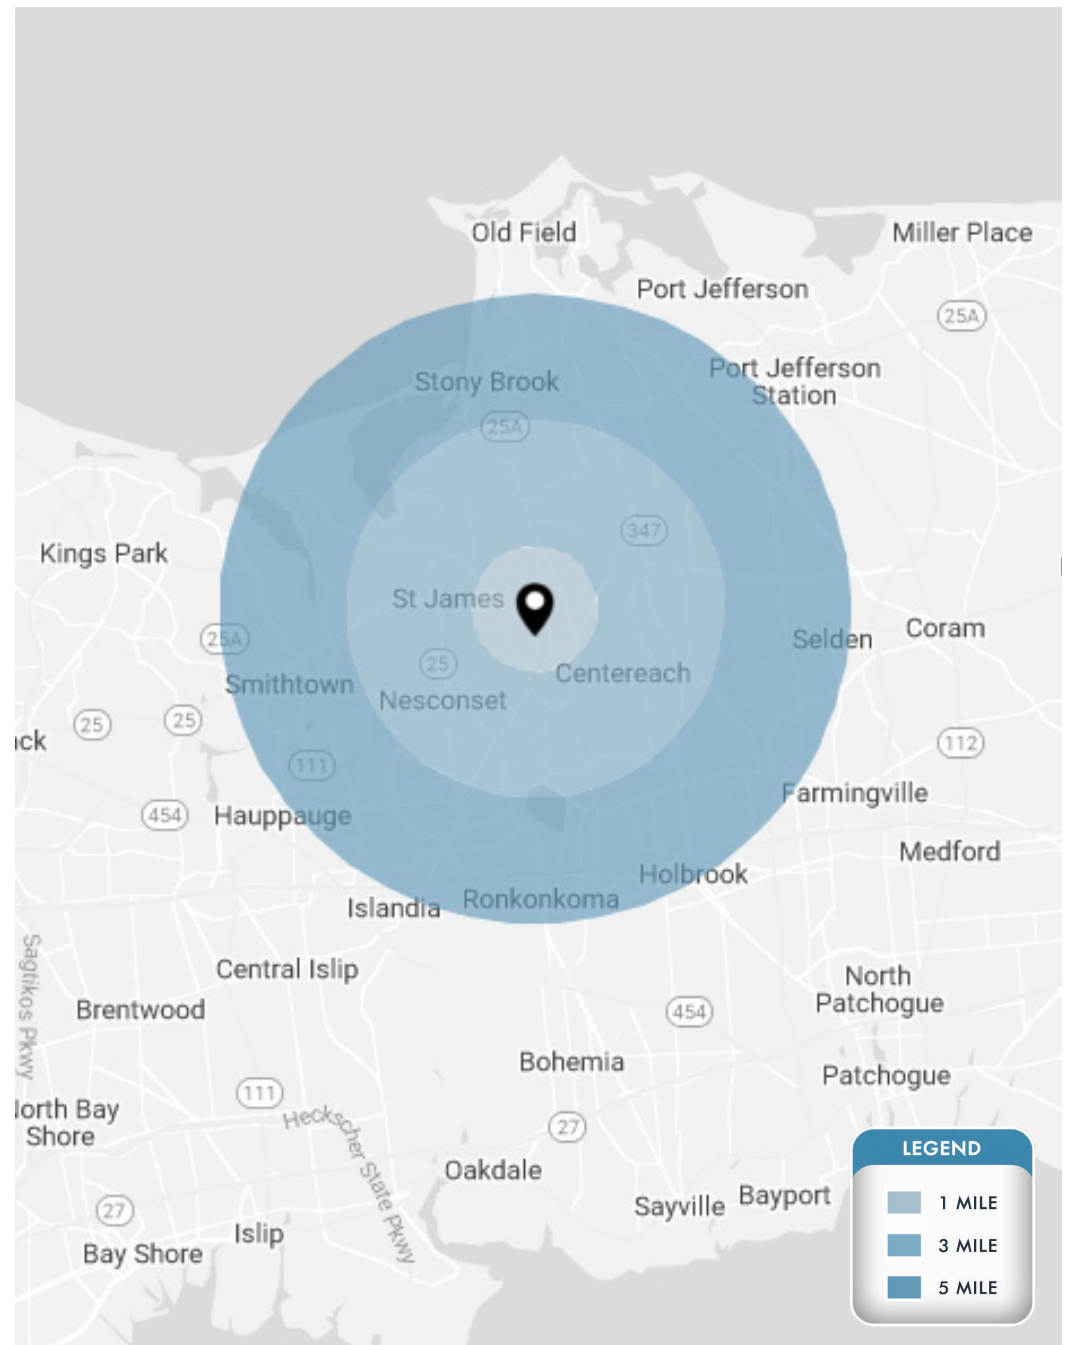 Old Field
Miller Place
Port Jefferson
25A
Port Jefferson
Station
Stony Brook
25A
347
Kings Park
St James
25A
Selden
Coram
25
Centereach
Smithtown
Nesconset
25
25
ck
112
111
Farmingville
454
Hauppauge
Medford
Holbrook
Ronkonkoma
Islandia
Sagtikos Pkwy
Central Islip
North
Patchogue
Brentwood
454
Bohemia
Patchogue
111
orth Bay
Shore
Heckscher State Pkwy
27
LEGEND
Oakdale
Sayville
Bayport
1 MILE
27
Islip
3 MILE
Bay Shore
5 MILE